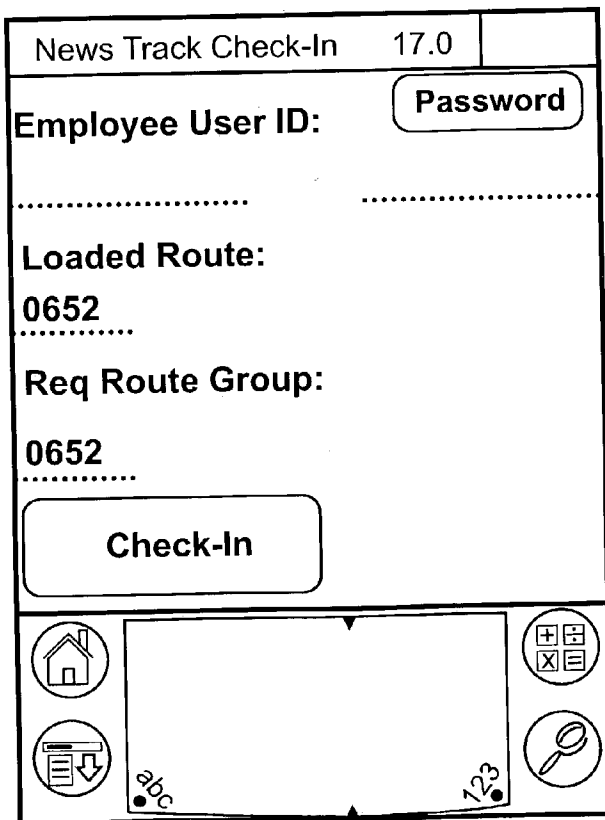 News Track Check-In 17.0
Employee User ID: Password
Loaded Route:
0652
Req Route Group:
0652
Check-In
abc 123